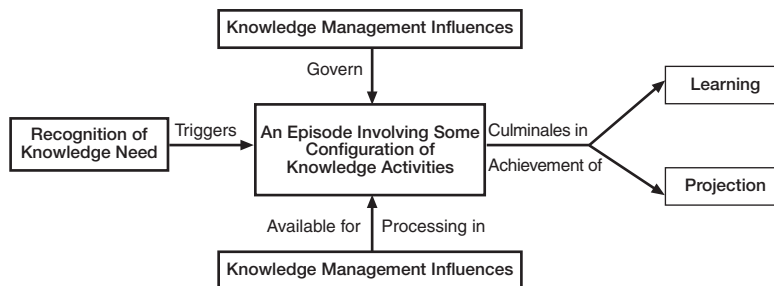 Knowledge Management Influences
Govern
Learning
Recognition of
Knowledge Need
Triggers
An Episode Involving Some
Configuration of
Knowledge Activities
Culminales in
Achievement of
Projection
Available for
Processing in
Knowledge Management Influences